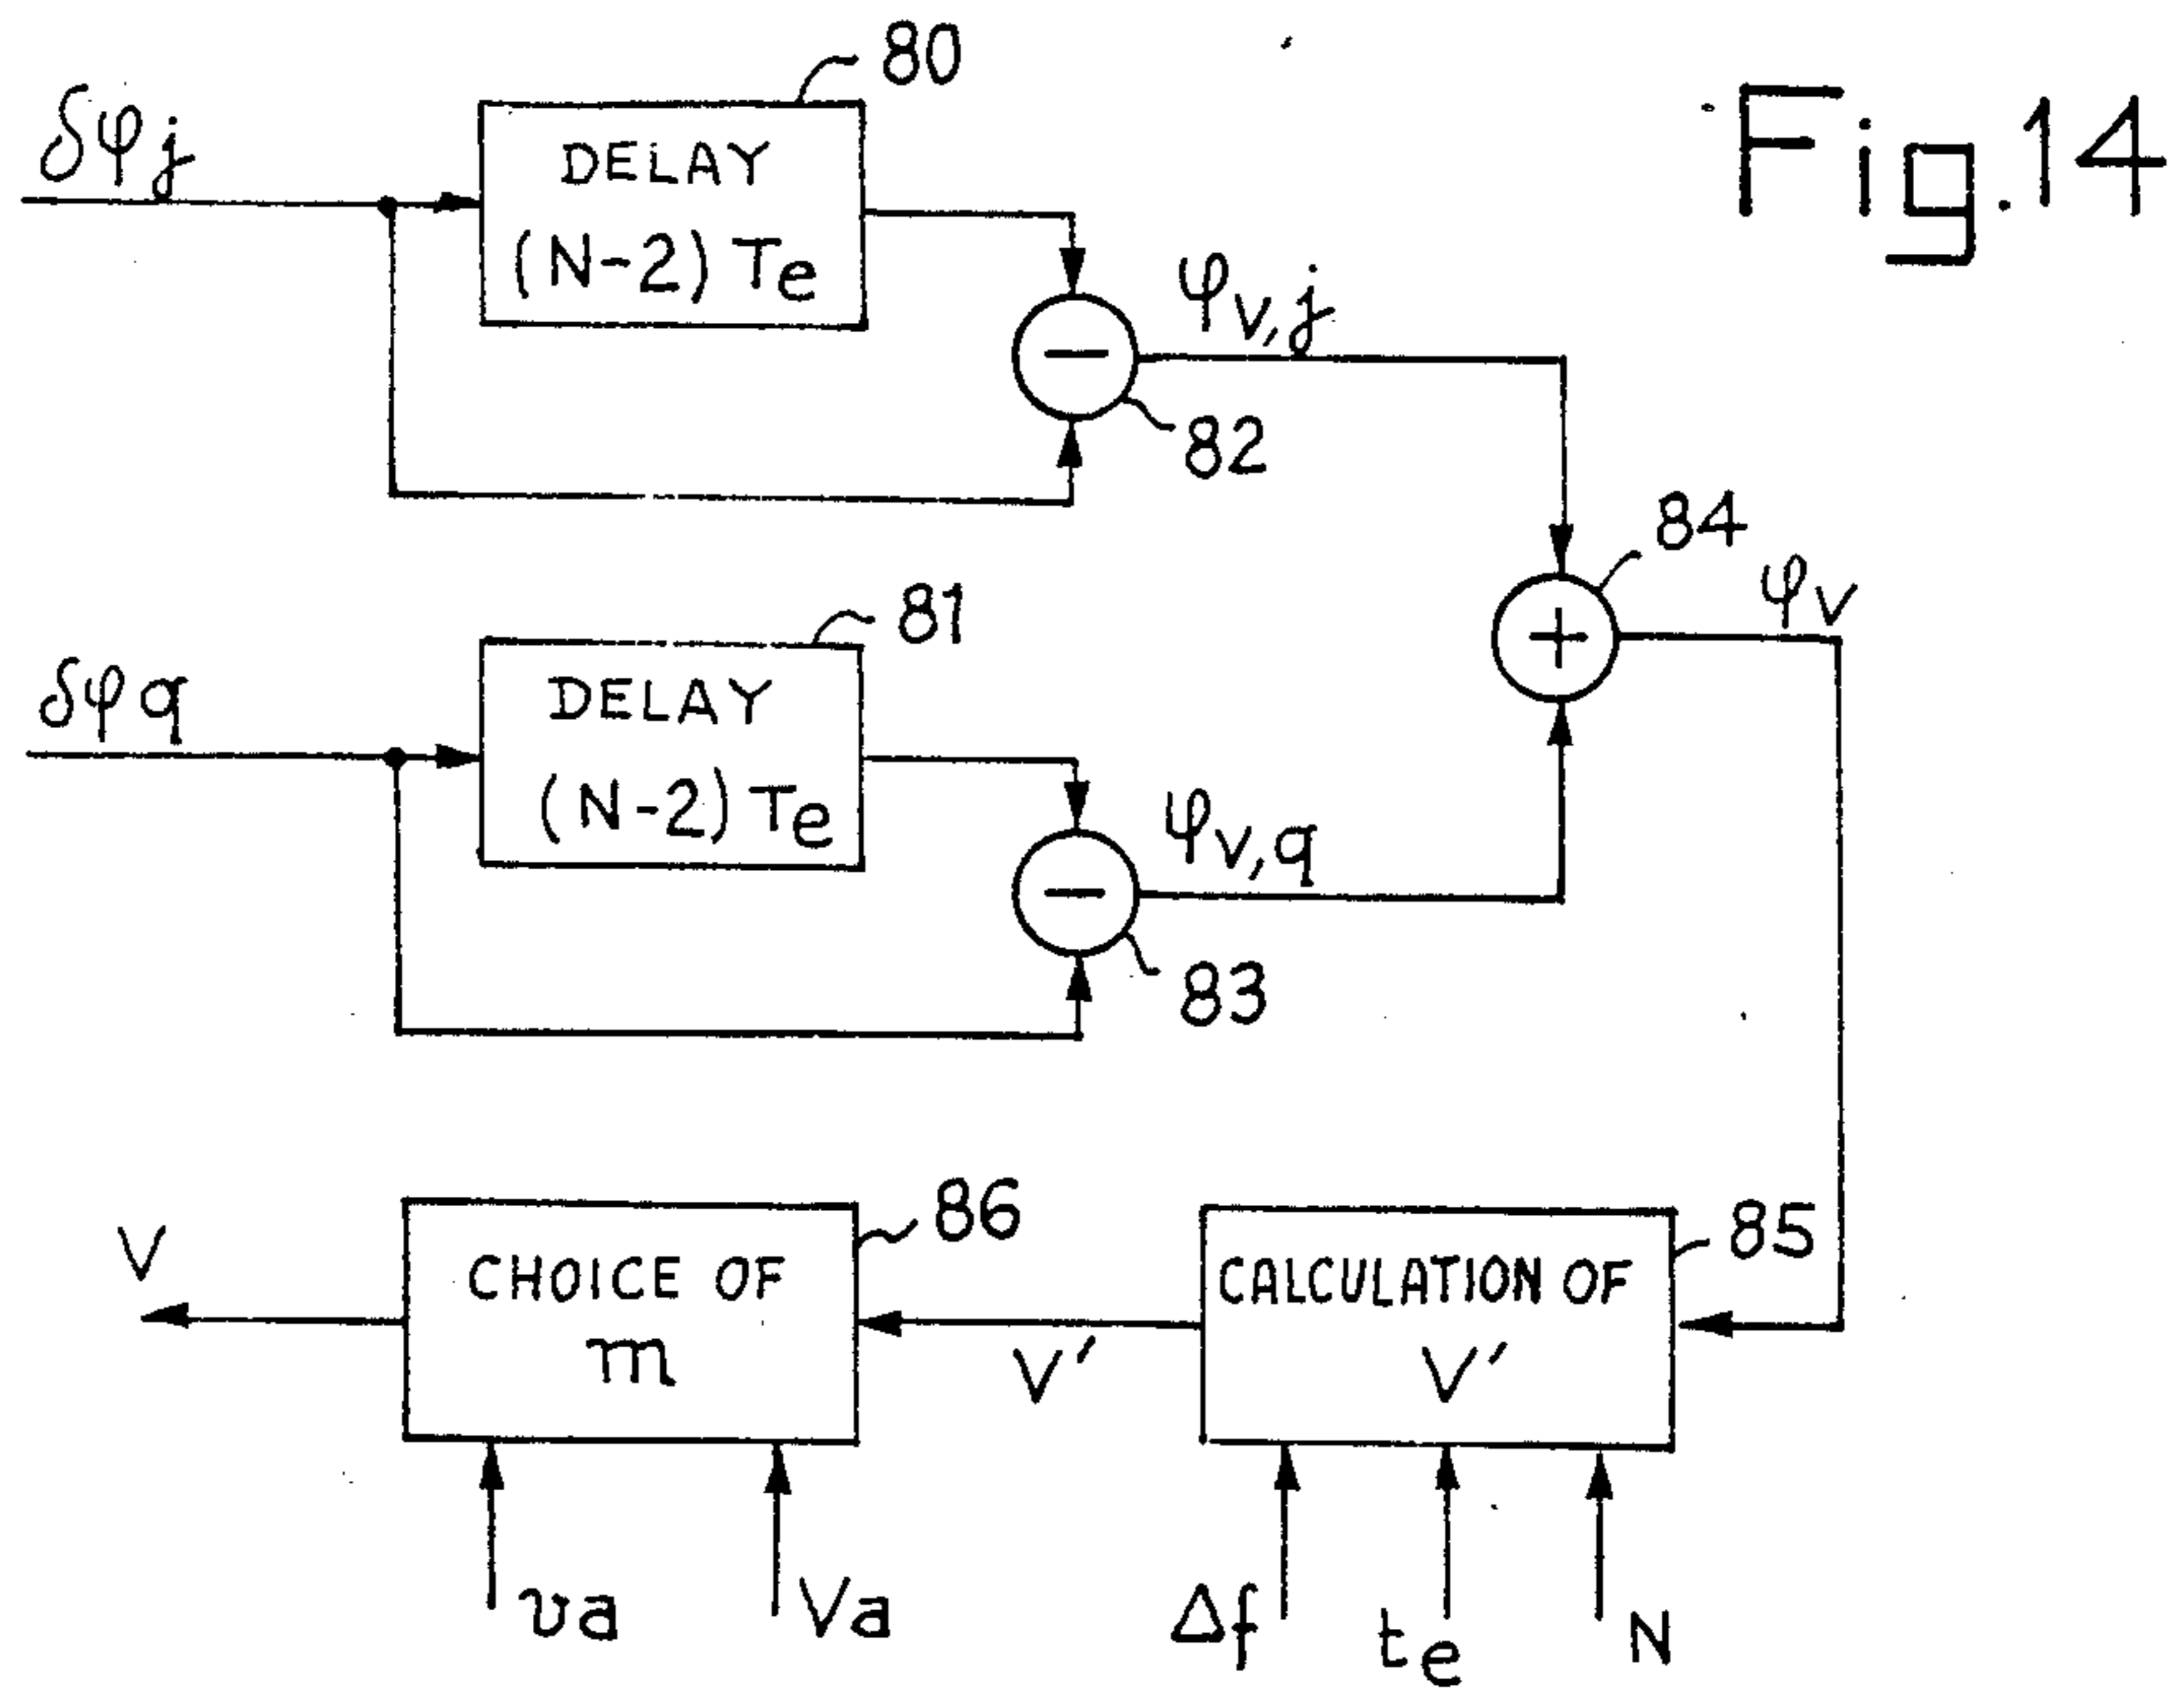 Fig.14
80
δφj
DELAY
(N-2)Te
φv,j
82
84
φv
81
δφq
DELAY
(N-2)Te
φv,q
83
86
85
V
CHOICE OF
m
V'
CALCULATION OF
V'
va
Va
Δf
te
N